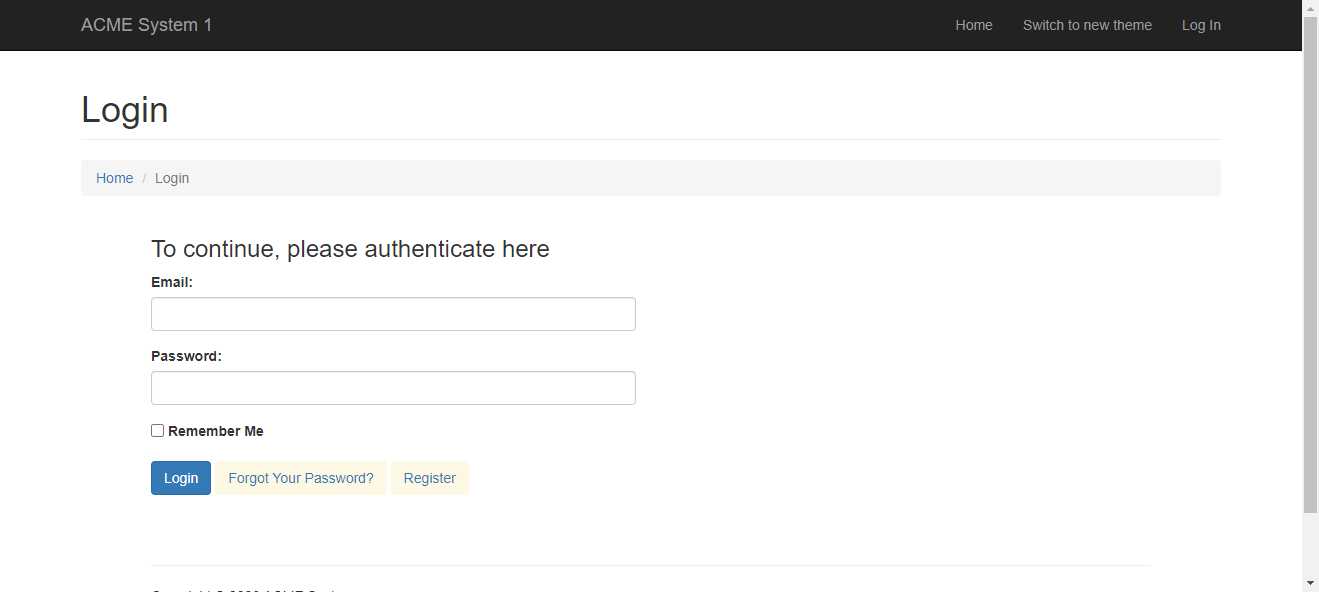 ACME System 1 Home Switch to new theme Log In
Login
Home / Login
To continue, please authenticate here
Email:
Password:
Remember Me
Login Forgot Your Password? Register